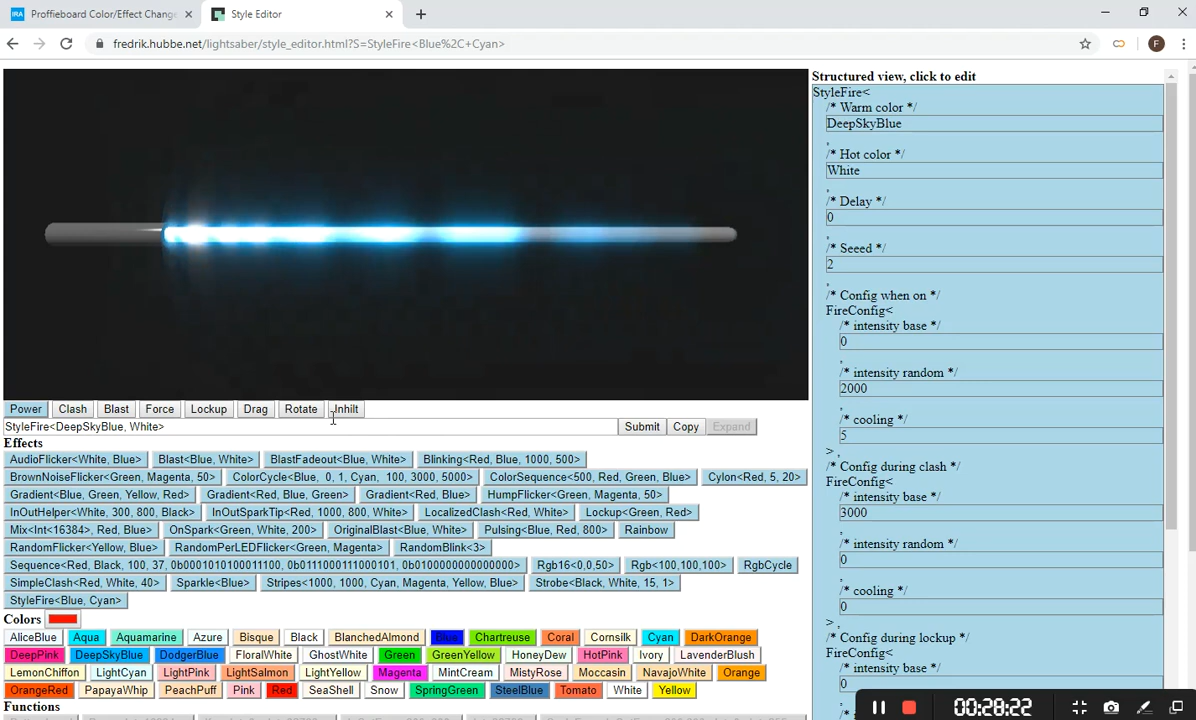 Proffieboard Color/Effect Change
Style Editor
fredrik.hubbe.net/lightsaber/style_editor.html?S=StyleFire<Blue%2C+Cyan>
F
Structured view, click to edit
StyleFire<
/* Warm color */
DeepSkyBlue
,
/* Hot color */
White
,
/* Delay */
0
,
/* Seeed */
2
,
/* Config when on */
FireConfig<
/* intensity base */
0
,
/* intensity random */
2000
,
/* cooling */
5
> ,
/* Config during clash */
FireConfig<
/* intensity base */
3000
,
/* intensity random */
0
,
/* cooling */
0
> ,
/* Config during lockup */
FireConfig<
/* intensity base */
0
Power Clash Blast Force Lockup Drag Rotate Inhilt
StyleFire<DeepSkyBlue, White> Submit Copy Expand
Effects
AudioFlicker<White, Blue> Blast<Blue, White> BlastFadeout<Blue, White> Blinking<Red, Blue, 1000, 500>
BrownNoiseFlicker<Green, Magenta, 50> ColorCycle<Blue, 0, 1, Cyan, 100, 3000, 5000> ColorSequence<500, Red, Green, Blue> Cylon<Red, 5, 20>
Gradient<Blue, Green, Yellow, Red> Gradient<Red, Blue, Green> Gradient<Red, Blue> HumpFlicker<Green, Magenta, 50>
InOutHelper<White, 300, 800, Black> InOutSparkTip<Red, 1000, 800, White> LocalizedClash<Red, White> Lockup<Green, Red>
Mix<Int<16384>, Red, Blue> OnSpark<Green, White, 200> OriginalBlast<Blue, White> Pulsing<Blue, Red, 800> Rainbow
RandomFlicker<Yellow, Blue> RandomPerLEDFlicker<Green, Magenta> RandomBlink<3>
Sequence<Red, Black, 100, 37, 0b0001010100011100, 0b0111000111000101, 0b0100000000000000> Rgb16<0,0,50> Rgb<100,100,100> RgbCycle
SimpleClash<Red, White, 40> Sparkle<Blue> Stripes<1000, 1000, Cyan, Magenta, Yellow, Blue> Strobe<Black, White, 15, 1>
StyleFire<Blue, Cyan>
Colors
AliceBlue Aqua Aquamarine Azure Bisque Black BlanchedAlmond Blue Chartreuse Coral Cornsilk Cyan DarkOrange
DeepPink DeepSkyBlue DodgerBlue FloralWhite GhostWhite Green GreenYellow HoneyDew HotPink Ivory LavenderBlush
LemonChiffon LightCyan LightPink LightSalmon LightYellow Magenta MintCream MistyRose Moccasin NavajoWhite Orange
OrangeRed PapayaWhip PeachPuff Pink Red SeaShell Snow SpringGreen SteelBlue Tomato White Yellow
Functions
00:28:22